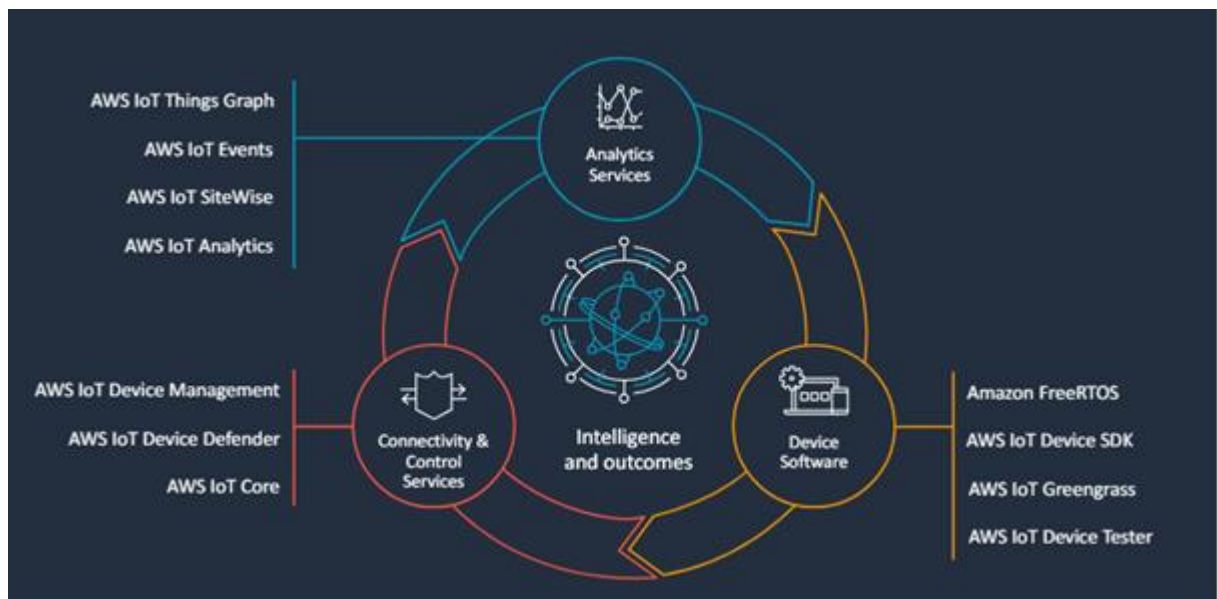 AWS IoT Things Graph
AWS IoT Events
AWS IoT SiteWise
AWS IoT Analytics
Analytics
Services
AWS IoT Device Management
AWS IoT Device Defender
AWS IoT Core
Connectivity &
Control
Services
Intelligence
and outcomes
Device
Software
Amazon FreeRTOS
AWS IoT Device SDK
AWS IoT Greengrass
AWS IoT Device Tester